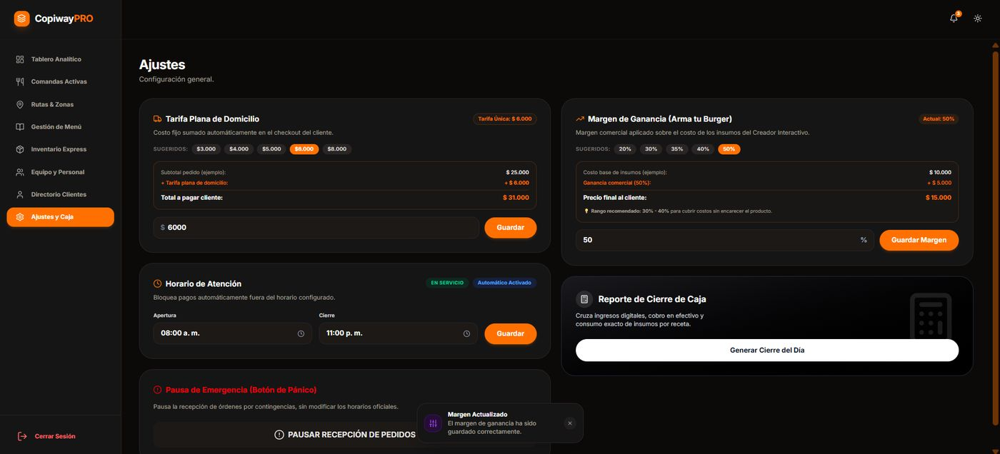 CopiwayPRO
3
Tablero Analítico
Comandas Activas
Rutas & Zonas
Gestión de Menú
Inventario Express
Equipo y Personal
Directorio Clientes
Ajustes y Caja
Cerrar Sesión
Ajustes
Configuración general.
Tarifa Plana de Domicilio
Tarifa Única: $ 6.000
Costo fijo sumado automáticamente en el checkout del cliente.
SUGERIDOS: $3.000 $4.000 $5.000 $6.000 $8.000
Subtotal pedido (ejemplo): $ 25.000
+ Tarifa plana de domicilio: + $ 6.000
Total a pagar cliente: $ 31.000
$ 6000
Guardar
Horario de Atención
EN SERVICIO
Automático Activado
Bloquea pagos automáticamente fuera del horario configurado.
Apertura
Cierre
08:00 a. m.
11:00 p. m.
Guardar
Pausa de Emergencia (Botón de Pánico)
Pausa la recepción de órdenes por contingencias, sin modificar los horarios oficiales.
PAUSAR RECEPCIÓN DE PEDIDOS
Margen de Ganancia (Arma tu Burger)
Actual: 50%
Margen comercial aplicado sobre el costo de los insumos del Creador Interactivo.
SUGERIDOS: 20% 30% 35% 40% 50%
Costo base de insumos (ejemplo): $ 10.000
Ganancia comercial (50%): + $ 5.000
Precio final al cliente: $ 15.000
Rango recomendado: 30% - 40% para cubrir costos sin encarecer el producto.
50 %
Guardar Margen
Reporte de Cierre de Caja
Cruza ingresos digitales, cobro en efectivo y
consumo exacto de insumos por receta.
Generar Cierre del Día
Margen Actualizado
El margen de ganancia ha sido
guardado correctamente.